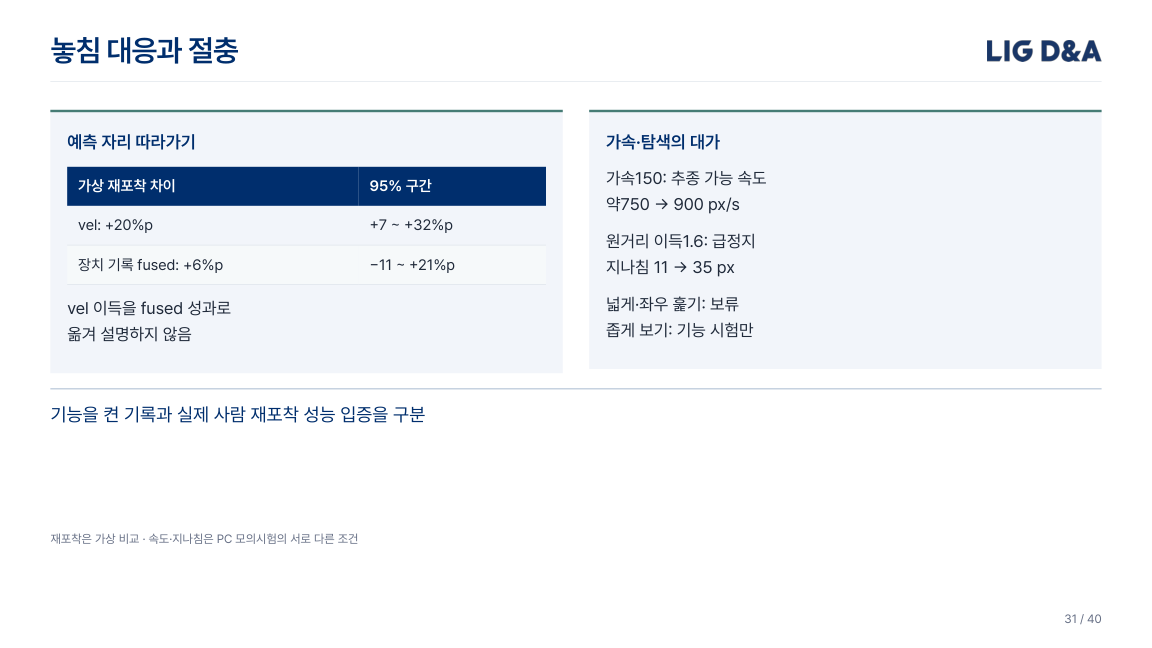 놓침 대응과 절충
LIG D&A
예측 자리 따라가기
가상 재포착 차이 95% 구간
vel: +20%p +7 ~ +32%p
장치 기록 fused: +6%p −11 ~ +21%p
vel 이득을 fused 성과로
옮겨 설명하지 않음
가속·탐색의 대가
가속150: 추종 가능 속도
약750 → 900 px/s
원거리 이득1.6: 급정지
지나침 11 → 35 px
넓게·좌우 훑기: 보류
좁게 보기: 기능 시험만
기능을 켠 기록과 실제 사람 재포착 성능 입증을 구분
재포착은 가상 비교 · 속도·지나침은 PC 모의시험의 서로 다른 조건
31 / 40